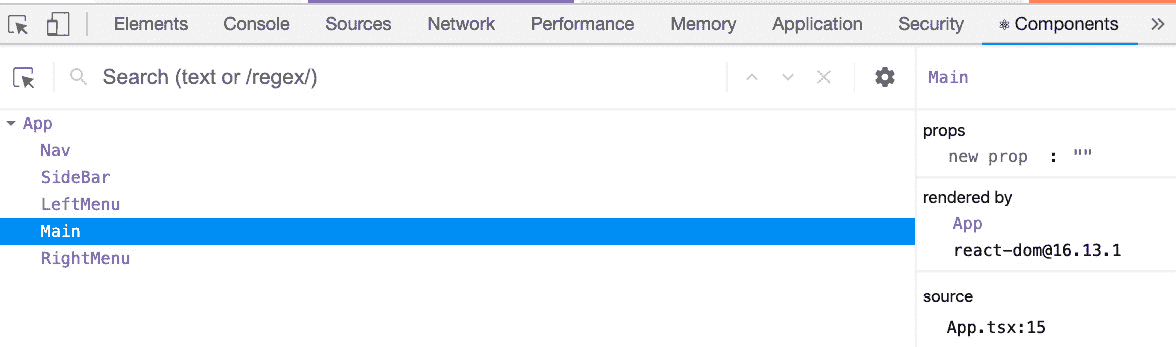 Elements Console Sources Network Performance Memory Application Security ⚛ Components »
Search (text or /regex/)
App
Nav
SideBar
LeftMenu
Main
RightMenu
Main
props
new prop : ""
rendered by
App
react-dom@16.13.1
source
App.tsx:15